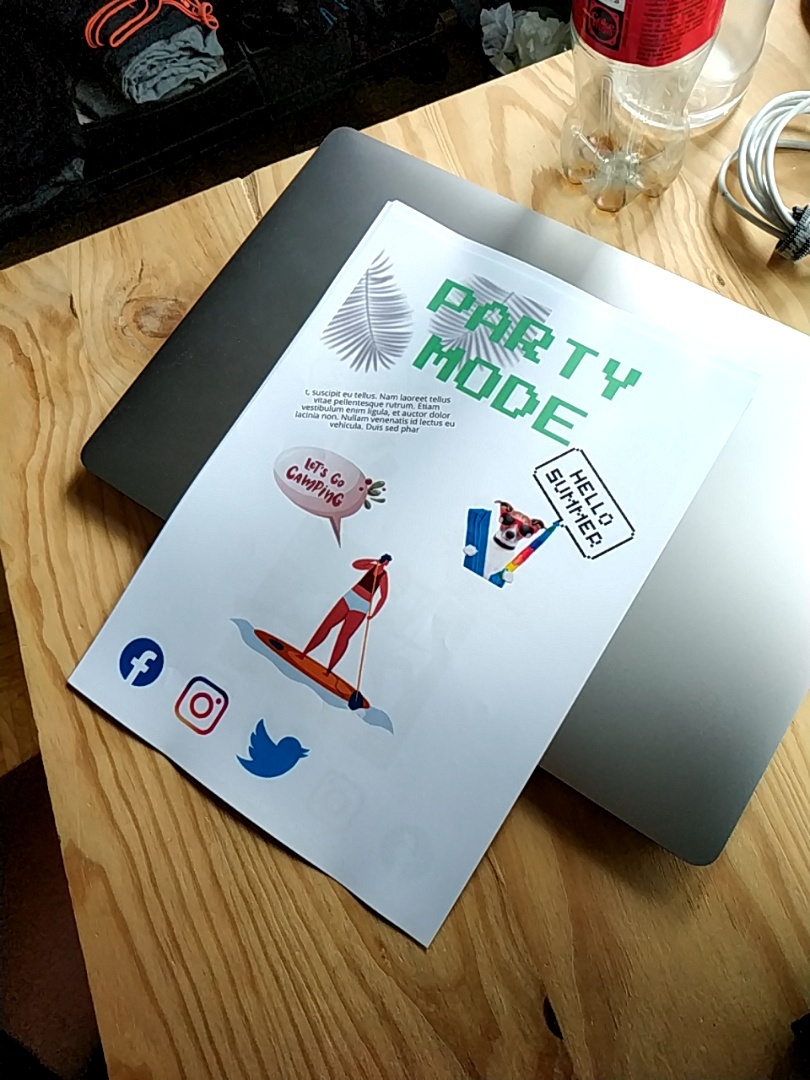 PARTY
MODE
t, suscipit eu tellus. Nam laoreet tellus
vitae pellentesque rutrum. Etiam
vestibulum enim ligula, et auctor dolor
lacinia non. Nullam venenatis id lectus eu
vehicula. Duis sed phar
LET'S GO
CAMPING
HELLO
SUMMER